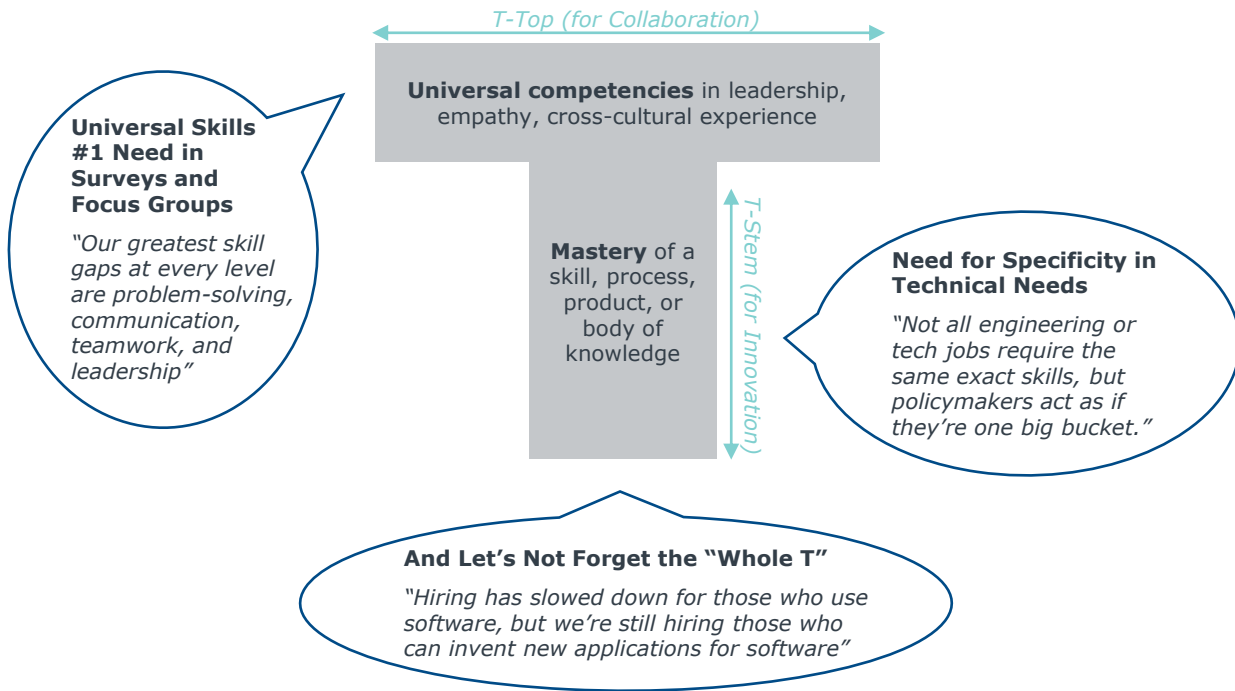 T-Top (for Collaboration)
Universal competencies in leadership,
empathy, cross-cultural experience
Universal Skills
#1 Need in
Surveys and
Focus Groups
“Our greatest skill
gaps at every level
are problem-solving,
communication,
teamwork, and
leadership”
Mastery of a
skill, process,
product, or
body of
knowledge
T-Stem (for Innovation)
Need for Specificity in
Technical Needs
“Not all engineering or
tech jobs require the
same exact skills, but
policymakers act as if
they’re one big bucket.”
And Let’s Not Forget the “Whole T”
“Hiring has slowed down for those who use
software, but we’re still hiring those who
can invent new applications for software”